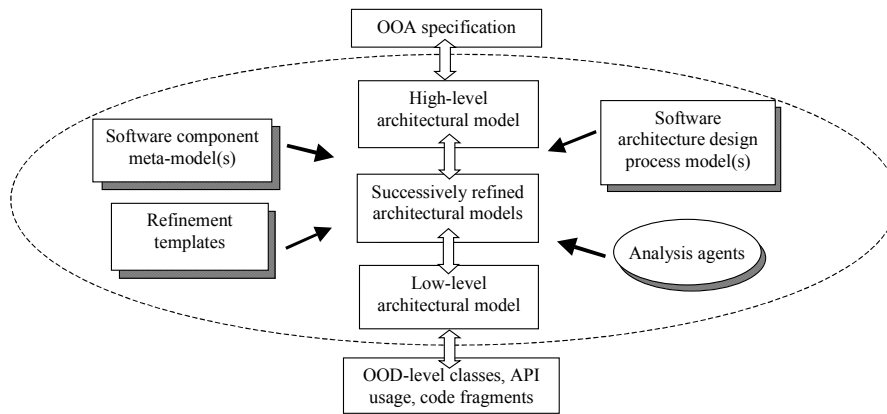 OOA specification
High-level
architectural model
Software
architecture design
process model(s)
Software component
meta-model(s)
Successively refined
architectural models
Refinement
templates
Analysis agents
Low-level
architectural model
OOD-level classes, API
usage, code fragments